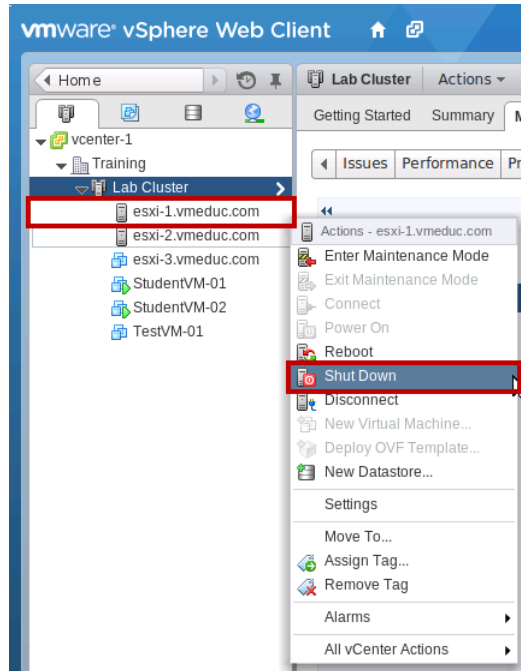 vmware® vSphere Web Client
Home
Lab Cluster Actions
Getting Started Summary M
vcenter-1
Training
Issues Performance Pr
Lab Cluster
esxi-1.vmeduc.com
esxi-2.vmeduc.com
esxi-3.vmeduc.com
StudentVM-01
StudentVM-02
TestVM-01
Actions - esxi-1.vmeduc.com
Enter Maintenance Mode
Exit Maintenance Mode
Connect
Power On
Reboot
Shut Down
Disconnect
New Virtual Machine...
Deploy OVF Template...
New Datastore...
Settings
Move To...
Assign Tag...
Remove Tag
Alarms
All vCenter Actions